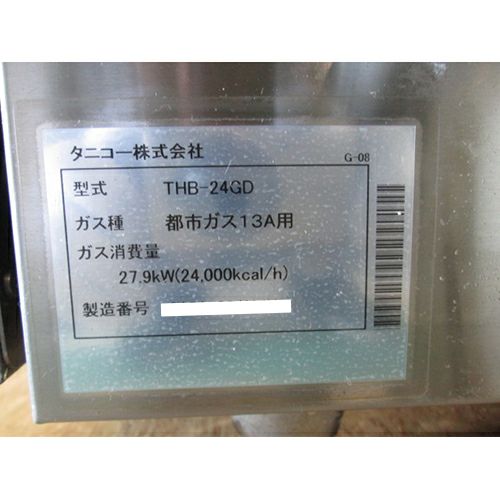 タニコー株式会社
G-08
型式 THB-24GD
ガス種 都市ガス13A用
ガス消費量
27.9kW(24,000kcal/h)
製造番号